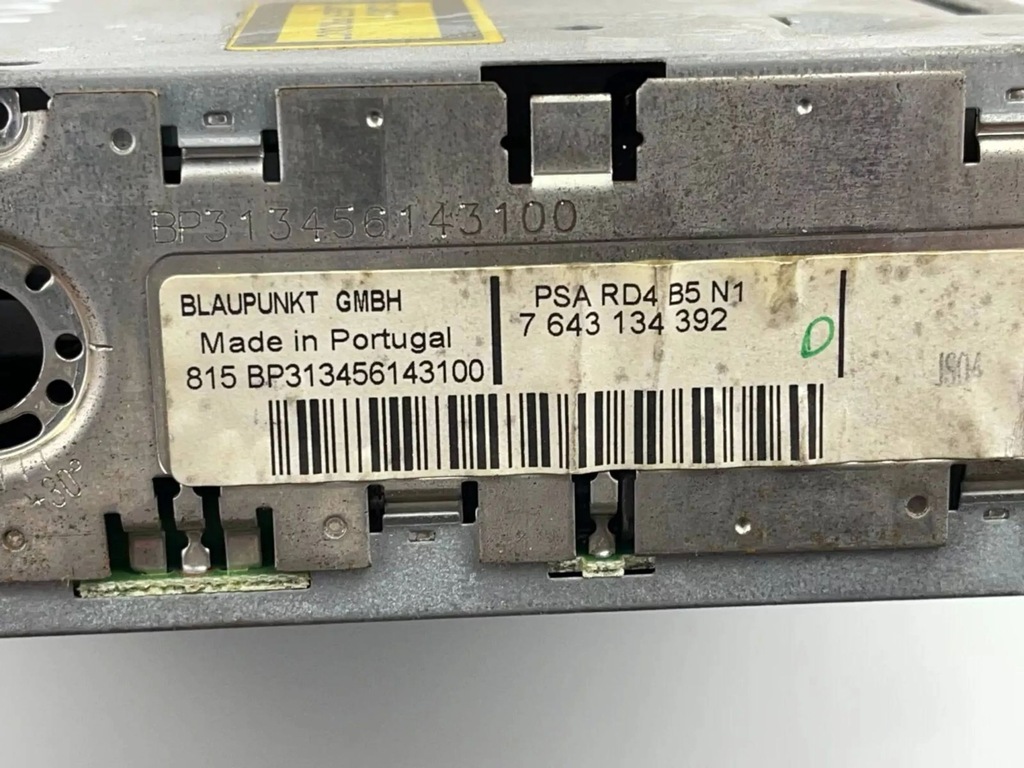 BP313456143100
BLAUPUNKT GMBH
Made in Portugal
815 BP313456143100
PSA RD4 B5 N1
7 643 134 392